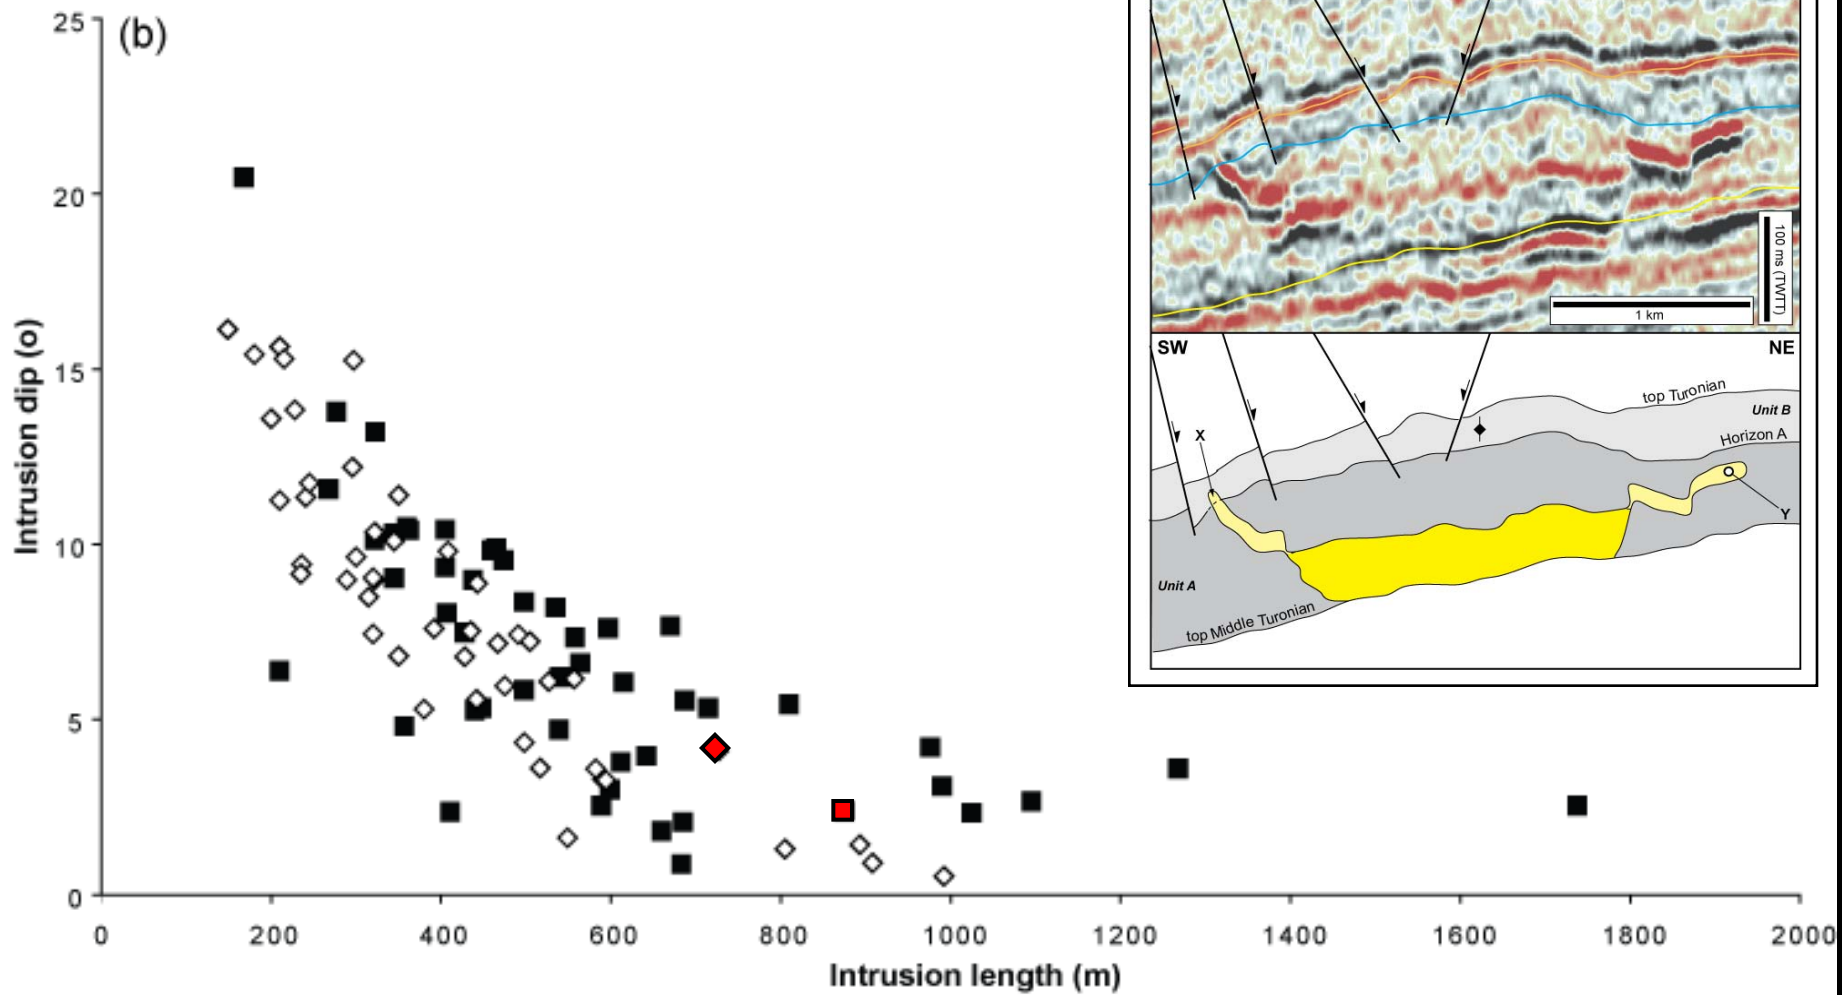 (b)
25
20
15
10
5
0
Intrusion dip (o)
0 200 400 600 800 1000 1200 1400 1600 1800 2000
Intrusion length (m)
100 ms (TWTT)
1 km
SW
NE
top Turonian
Unit B
Horizon A
X
Y
Unit A
top Middle Turonian